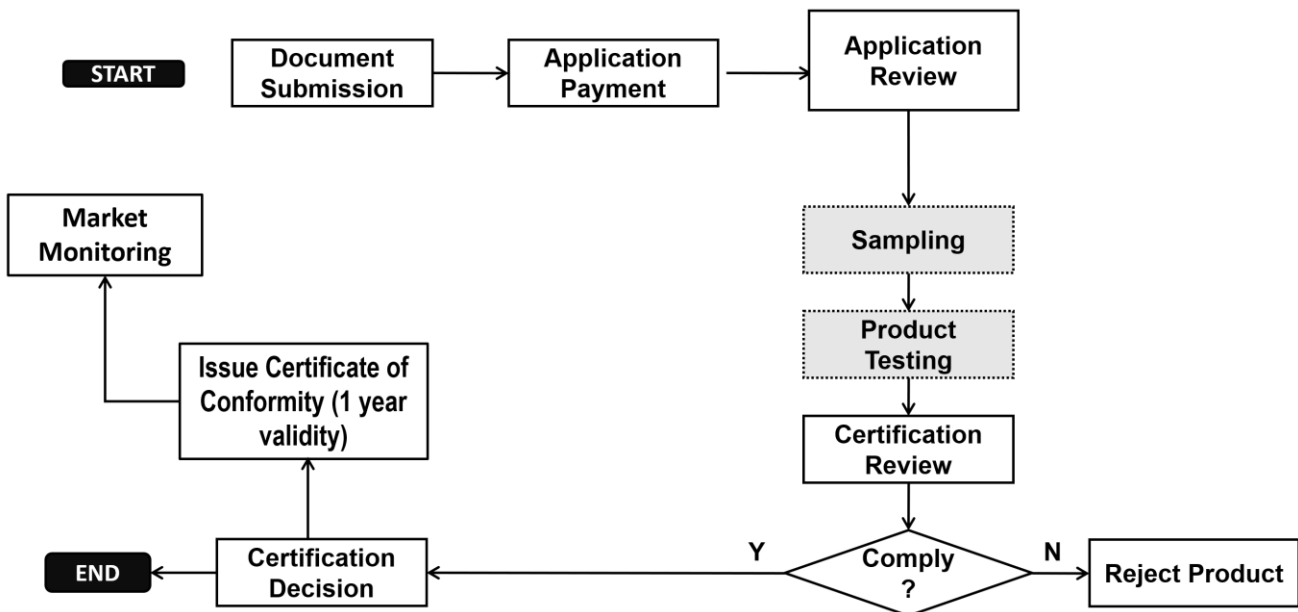 START
Document
Submission
Application
Payment
Application
Review
Sampling
Product
Testing
Certification
Review
Comply
?
Y
N
Reject Product
Certification
Decision
END
Issue Certificate of
Conformity (1 year
validity)
Market
Monitoring